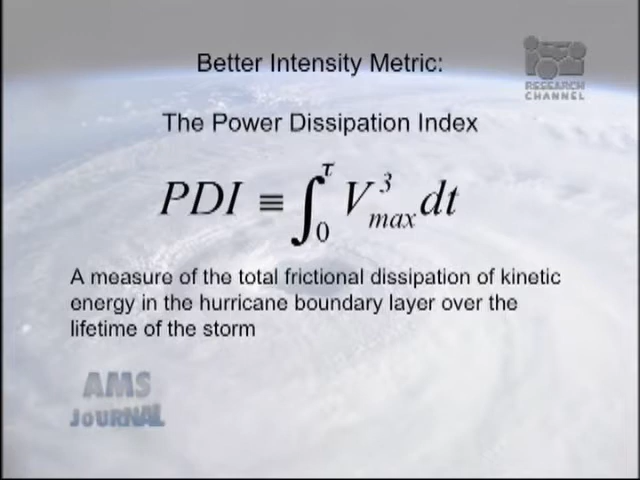 Better Intensity Metric:
RESEARCH
CHANNEL
The Power Dissipation Index
PDI ≡ ∫₀^τ V³max dt
A measure of the total frictional dissipation of kinetic
energy in the hurricane boundary layer over the
lifetime of the storm
AMS
JoURNAL